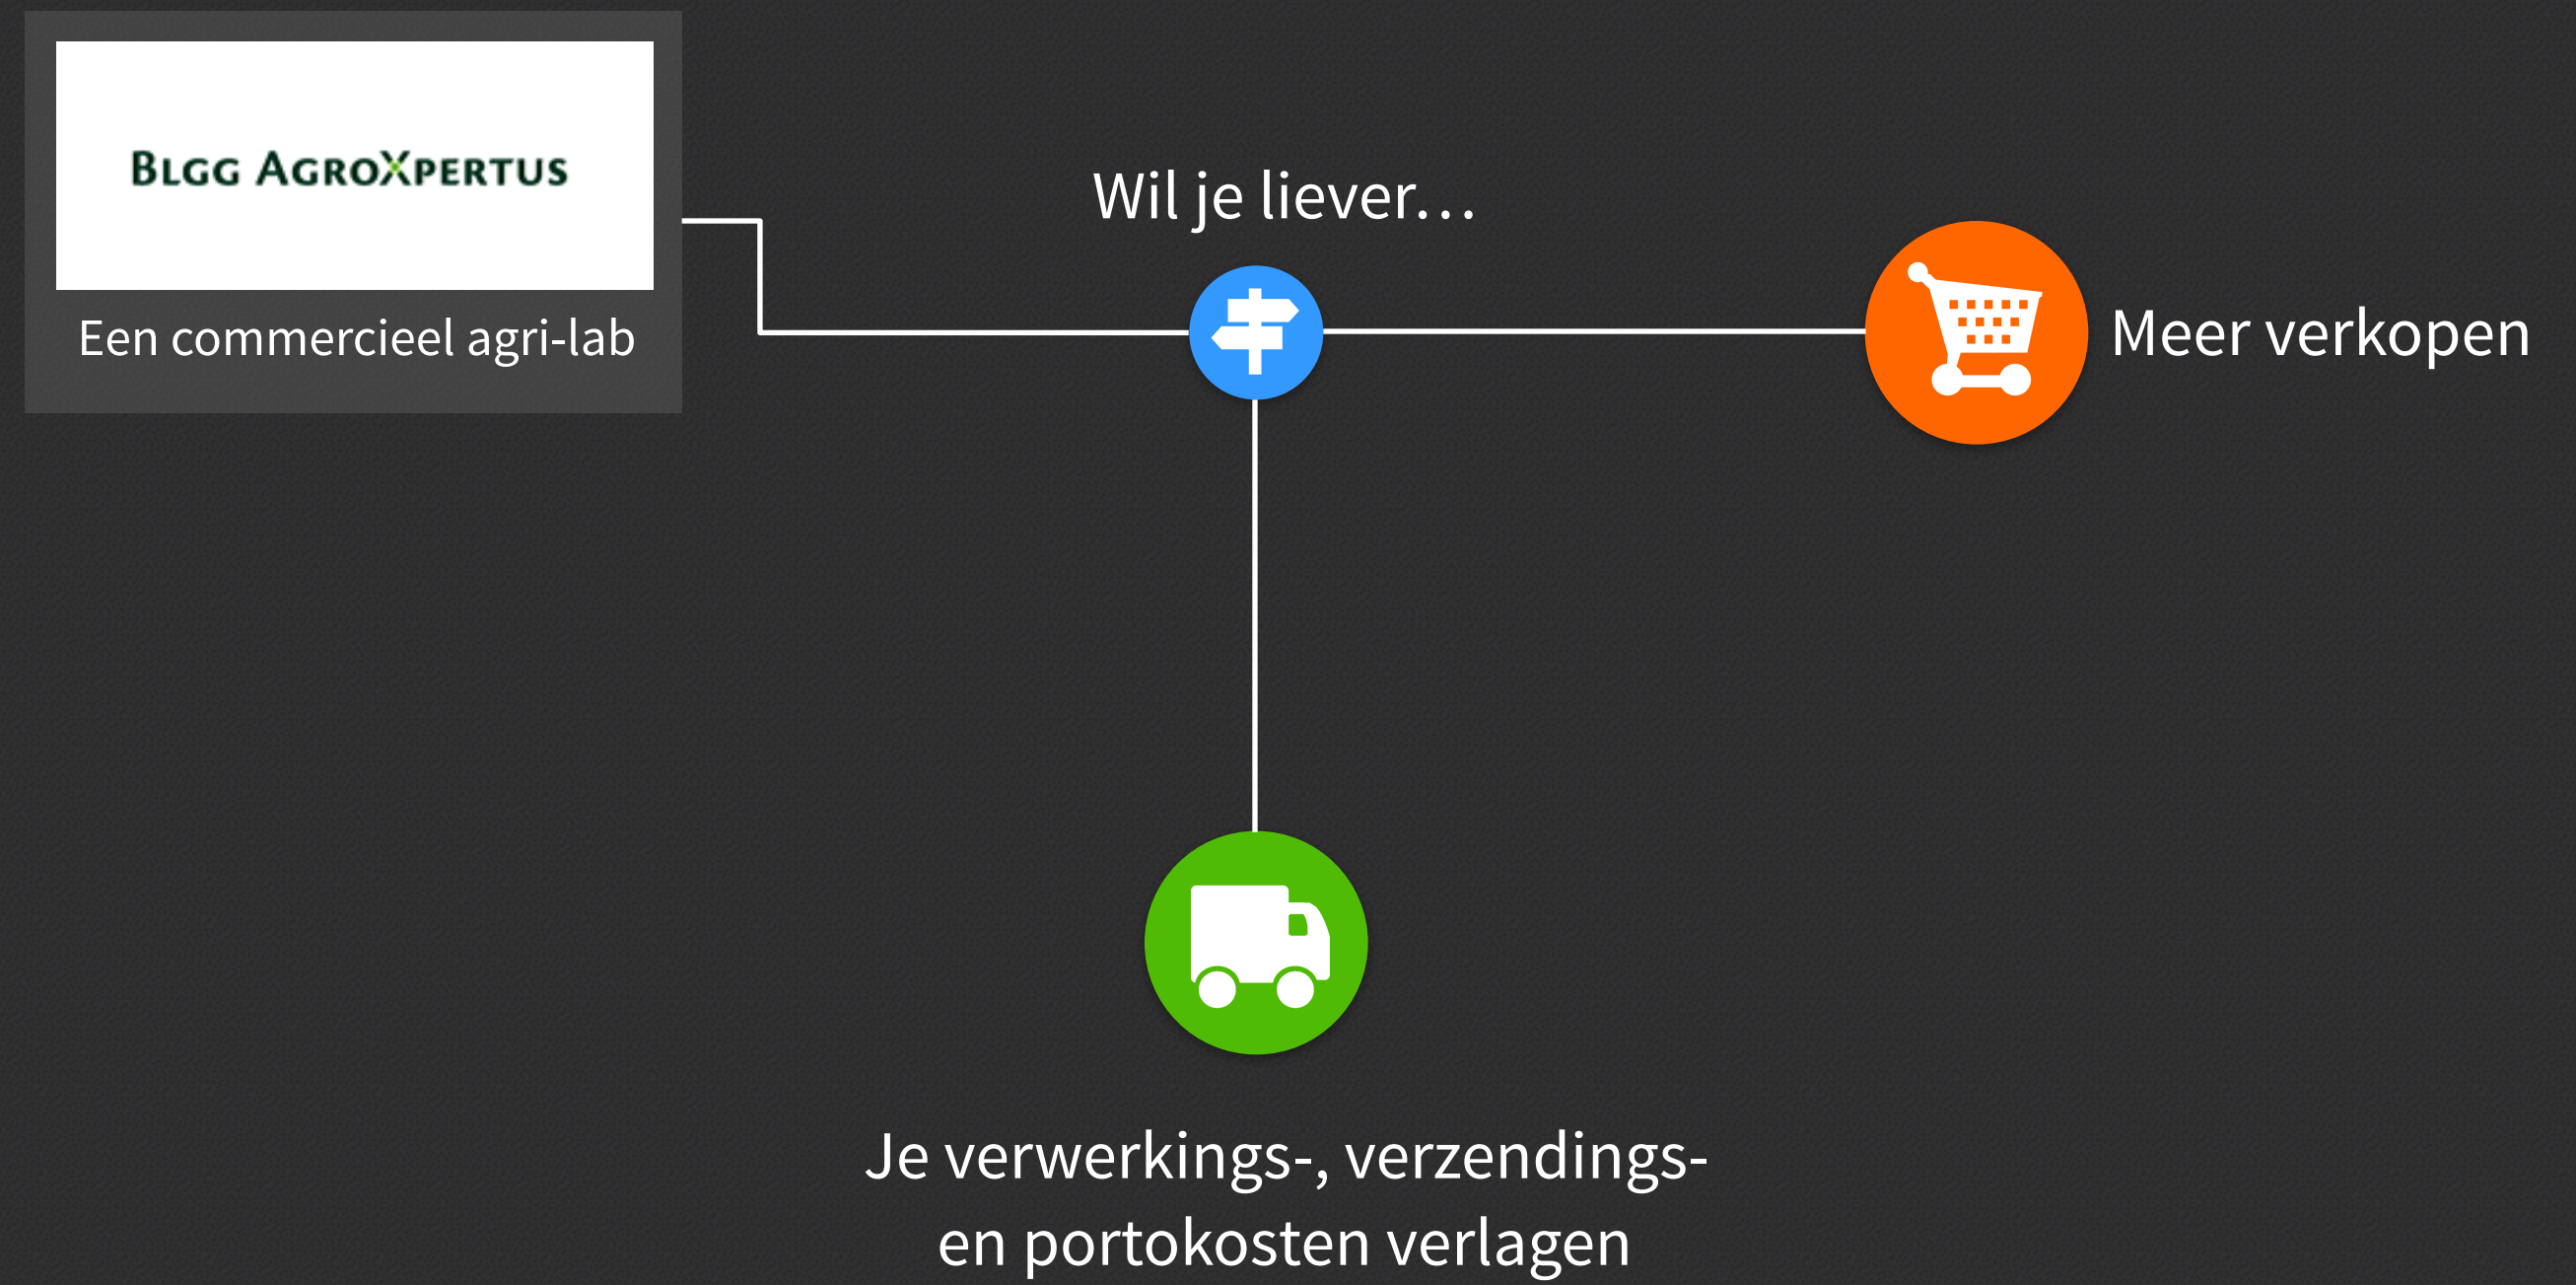 BLGG AGROXPERTUS
Een commercieel agri-lab
Wil je liever...
Meer verkopen
Je verwerkings-, verzendings-
en portokosten verlagen